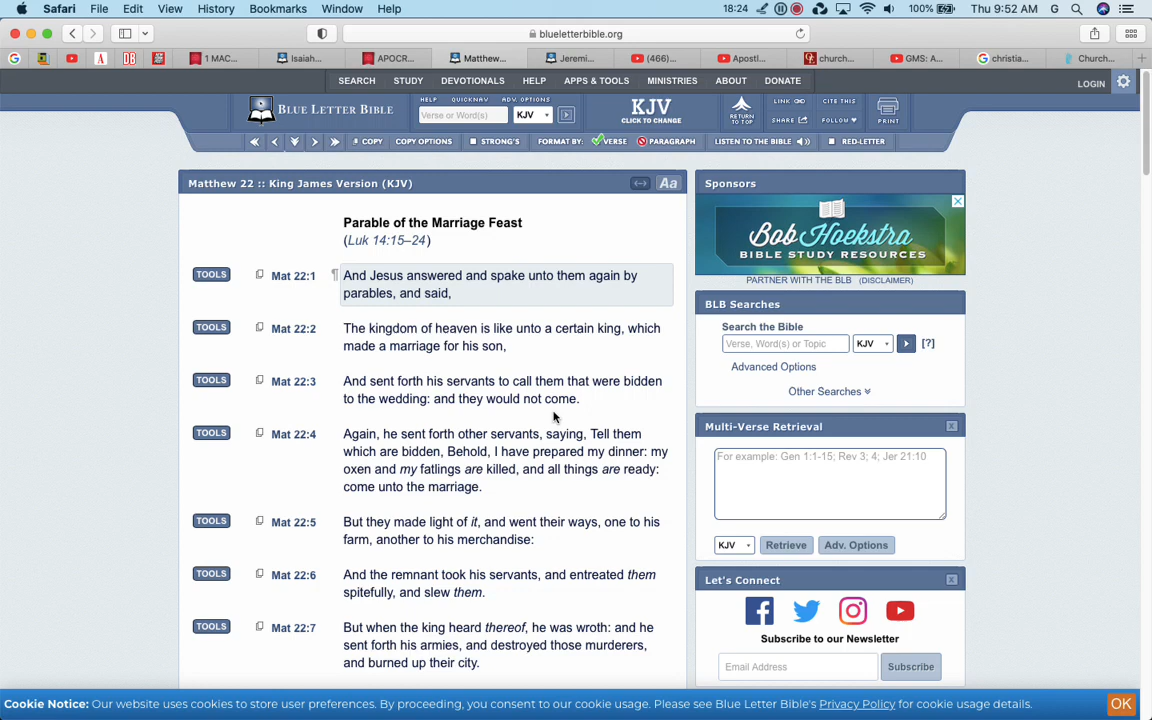 Safari File Edit View History Bookmarks Window Help 18:24 100% Thu 9:52 AM G
blueletterbible.org
1 MAC... Isaiah... APOCR... Matthew... Jeremi... (466)... Apostl... church... GMS: A... christia... Church...
SEARCH STUDY DEVOTIONALS HELP APPS & TOOLS MINISTRIES ABOUT DONATE LOGIN
BLUE LETTER BIBLE
HELP QUICKNAV ADV. OPTIONS
Verse or Word(s) KJV
KJV
CLICK TO CHANGE
RETURN
TO TOP
LINK CITE THIS
SHARE FOLLOW
PRINT
COPY COPY OPTIONS STRONG'S FORMAT BY: VERSE PARAGRAPH LISTEN TO THE BIBLE RED-LETTER
Matthew 22 :: King James Version (KJV)
Aa
Parable of the Marriage Feast
(Luk 14:15–24)
TOOLS Mat 22:1 ¶ And Jesus answered and spake unto them again by
parables, and said,
TOOLS Mat 22:2 The kingdom of heaven is like unto a certain king, which
made a marriage for his son,
TOOLS Mat 22:3 And sent forth his servants to call them that were bidden
to the wedding: and they would not come.
TOOLS Mat 22:4 Again, he sent forth other servants, saying, Tell them
which are bidden, Behold, I have prepared my dinner: my
oxen and my fatlings are killed, and all things are ready:
come unto the marriage.
TOOLS Mat 22:5 But they made light of it, and went their ways, one to his
farm, another to his merchandise:
TOOLS Mat 22:6 And the remnant took his servants, and entreated them
spitefully, and slew them.
TOOLS Mat 22:7 But when the king heard thereof, he was wroth: and he
sent forth his armies, and destroyed those murderers,
and burned up their city.
Sponsors
Bob Hoekstra
BIBLE STUDY RESOURCES
PARTNER WITH THE BLB (DISCLAIMER)
BLB Searches
Search the Bible
Verse, Word(s) or Topic KJV [?]
Advanced Options
Other Searches
Multi-Verse Retrieval
For example: Gen 1:1-15; Rev 3; 4; Jer 21:10
KJV Retrieve Adv. Options
Let's Connect
Subscribe to our Newsletter
Email Address Subscribe
Cookie Notice: Our website uses cookies to store user preferences. By proceeding, you consent to our cookie usage. Please see Blue Letter Bible's Privacy Policy for cookie usage details. OK